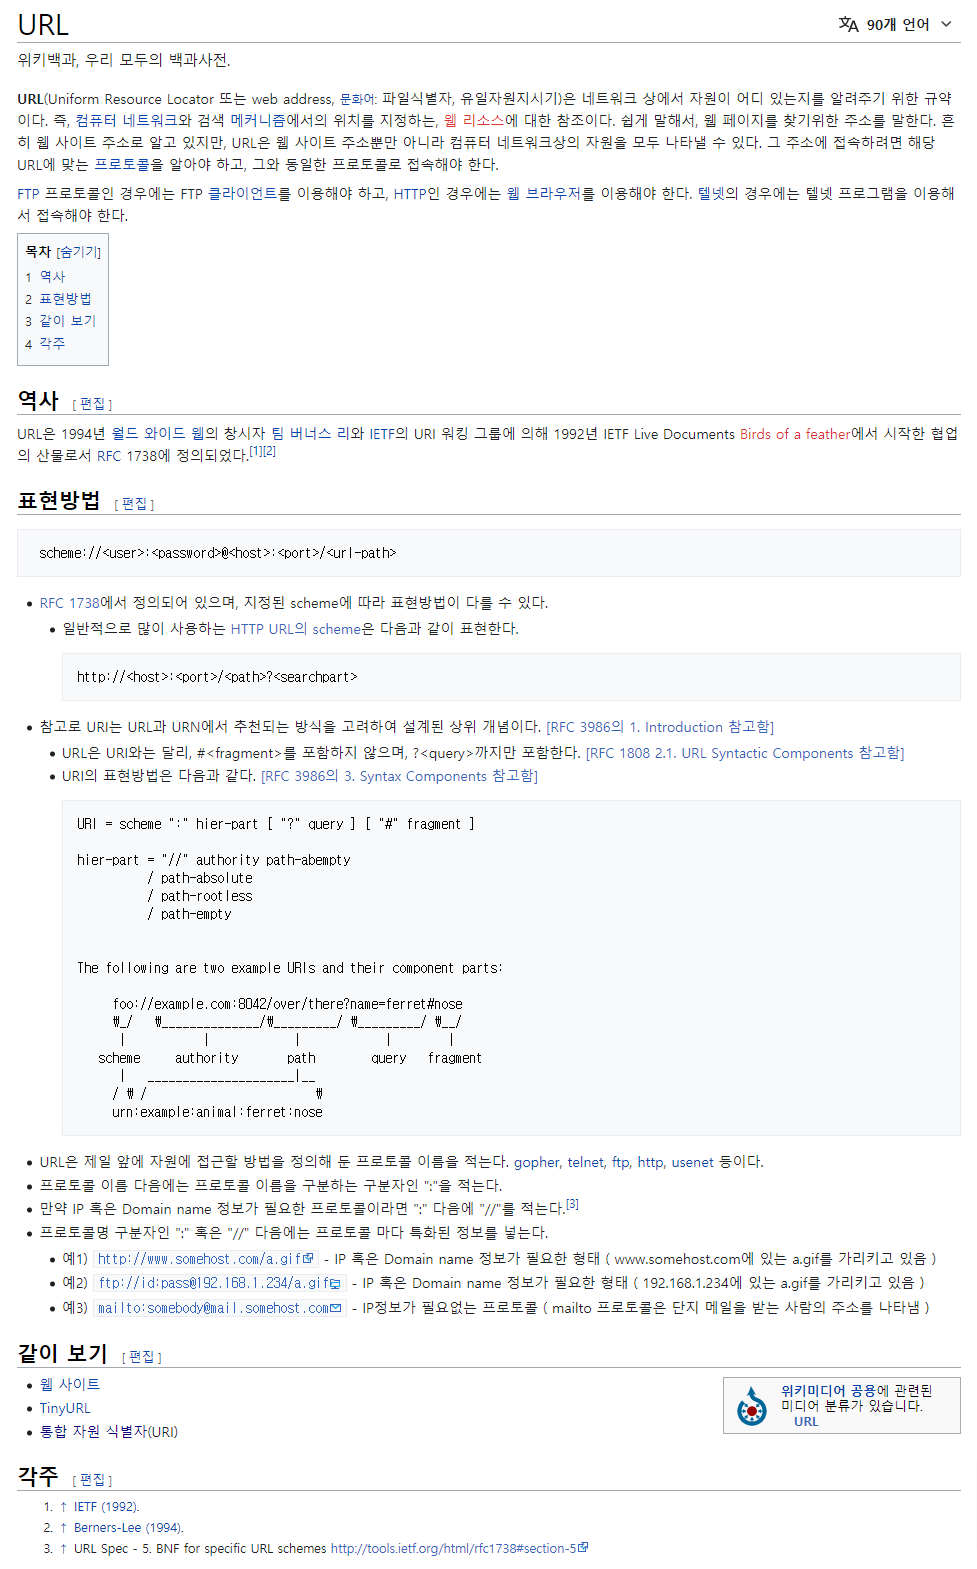 URL
90개 언어
위키백과, 우리 모두의 백과사전.
URL(Uniform Resource Locator 또는 web address, 문화어: 파일식별자, 유일자원지시기)은 네트워크 상에서 자원이 어디 있는지를 알려주기 위한 규약
이다. 즉, 컴퓨터 네트워크와 검색 메커니즘에서의 위치를 지정하는, 웹 리소스에 대한 참조이다. 쉽게 말해서, 웹 페이지를 찾기위한 주소를 말한다. 흔
히 웹 사이트 주소로 알고 있지만, URL은 웹 사이트 주소뿐만 아니라 컴퓨터 네트워크상의 자원을 모두 나타낼 수 있다. 그 주소에 접속하려면 해당
URL에 맞는 프로토콜을 알아야 하고, 그와 동일한 프로토콜로 접속해야 한다.
FTP 프로토콜인 경우에는 FTP 클라이언트를 이용해야 하고, HTTP인 경우에는 웹 브라우저를 이용해야 한다. 텔넷의 경우에는 텔넷 프로그램을 이용해
서 접속해야 한다.
목차 [숨기기]
1 역사
2 표현방법
3 같이 보기
4 각주
역사 [ 편집 ]
URL은 1994년 월드 와이드 웹의 창시자 팀 버너스 리와 IETF의 URI 워킹 그룹에 의해 1992년 IETF Live Documents Birds of a feather에서 시작한 협업
의 산물로서 RFC 1738에 정의되었다.[1][2]
표현방법 [ 편집 ]
scheme://<user>:<password>@<host>:<port>/<url-path>
• RFC 1738에서 정의되어 있으며, 지정된 scheme에 따라 표현방법이 다를 수 있다.
• 일반적으로 많이 사용하는 HTTP URL의 scheme은 다음과 같이 표현한다.
http://<host>:<port>/<path>?<searchpart>
• 참고로 URI는 URL과 URN에서 추천되는 방식을 고려하여 설계된 상위 개념이다. [RFC 3986의 1. Introduction 참고함]
• URL은 URI와는 달리, #<fragment>를 포함하지 않으며, ?<query>까지만 포함한다. [RFC 1808 2.1. URL Syntactic Components 참고함]
• URI의 표현방법은 다음과 같다. [RFC 3986의 3. Syntax Components 참고함]
URI = scheme ":" hier-part [ "?" query ] [ "#" fragment ]
hier-part = "//" authority path-abempty
/ path-absolute
/ path-rootless
/ path-empty
The following are two example URIs and their component parts:
foo://example.com:8042/over/there?name=ferret#nose
\_/   \______________/\_________/ \_________/ \__/
|           |            |            |        |
scheme     authority       path        query   fragment
|   _____________________|__
/ \ /                        \
urn:example:animal:ferret:nose
• URL은 제일 앞에 자원에 접근할 방법을 정의해 둔 프로토콜 이름을 적는다. gopher, telnet, ftp, http, usenet 등이다.
• 프로토콜 이름 다음에는 프로토콜 이름을 구분하는 구분자인 ":"을 적는다.
• 만약 IP 혹은 Domain name 정보가 필요한 프로토콜이라면 ":" 다음에 "//"를 적는다.[3]
• 프로토콜명 구분자인 ":" 혹은 "//" 다음에는 프로토콜 마다 특화된 정보를 넣는다.
• 예1) http://www.somehost.com/a.gif - IP 혹은 Domain name 정보가 필요한 형태 ( www.somehost.com에 있는 a.gif를 가리키고 있음 )
• 예2) ftp://id:pass@192.168.1.234/a.gif - IP 혹은 Domain name 정보가 필요한 형태 ( 192.168.1.234에 있는 a.gif를 가리키고 있음 )
• 예3) mailto:somebody@mail.somehost.com - IP정보가 필요없는 프로토콜 ( mailto 프로토콜은 단지 메일을 받는 사람의 주소를 나타냄 )
같이 보기 [ 편집 ]
• 웹 사이트
• TinyURL
• 통합 자원 식별자(URI)
위키미디어 공용에 관련된
미디어 분류가 있습니다.
URL
각주 [ 편집 ]
1. ↑ IETF (1992).
2. ↑ Berners-Lee (1994).
3. ↑ URL Spec - 5. BNF for specific URL schemes http://tools.ietf.org/html/rfc1738#section-5